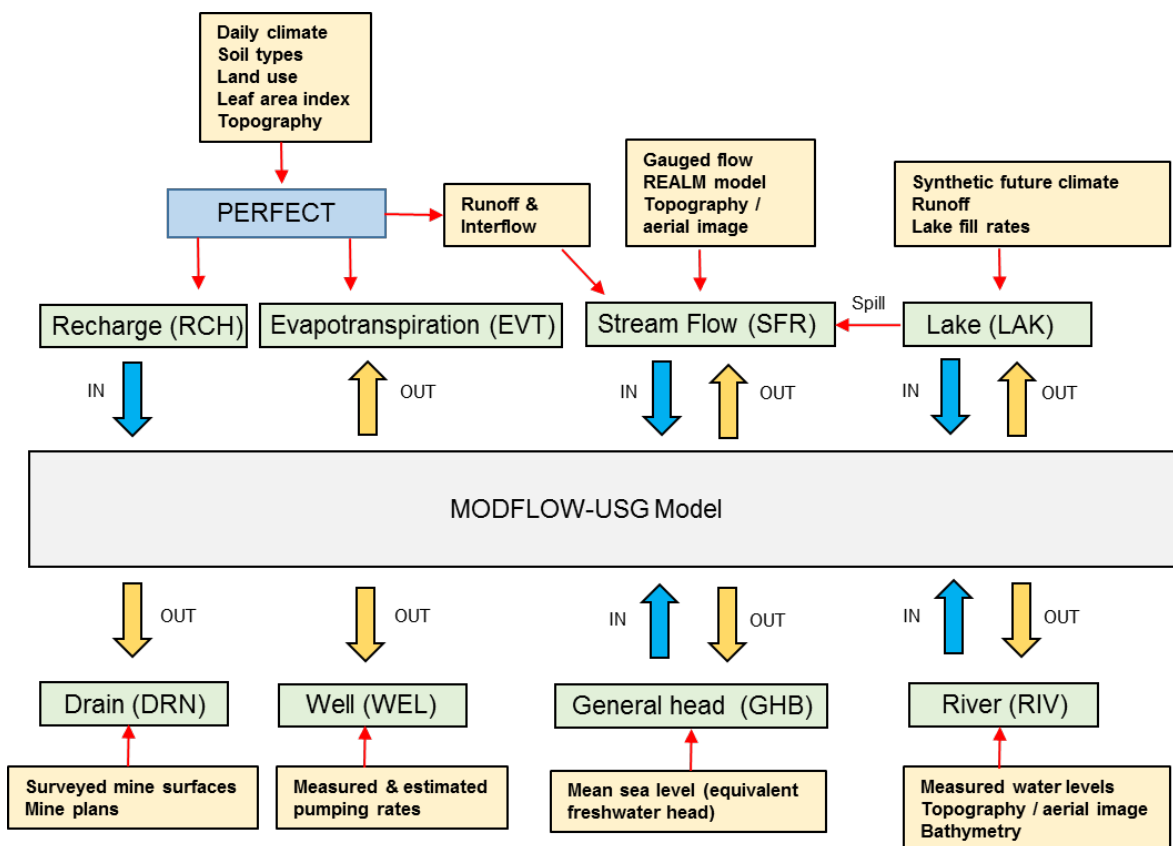 Daily climate
Soil types
Land use
Leaf area index
Topography
PERFECT
Runoff &
Interflow
Gauged flow
REALM model
Topography /
aerial image
Synthetic future climate
Runoff
Lake fill rates
Recharge (RCH)
Evapotranspiration (EVT)
Stream Flow (SFR)
Spill
Lake (LAK)
IN
OUT
IN
OUT
IN
OUT
MODFLOW-USG Model
OUT
OUT
IN
OUT
IN
OUT
Drain (DRN)
Well (WEL)
General head (GHB)
River (RIV)
Surveyed mine surfaces
Mine plans
Measured & estimated
pumping rates
Mean sea level (equivalent
freshwater head)
Measured water levels
Topography / aerial image
Bathymetry